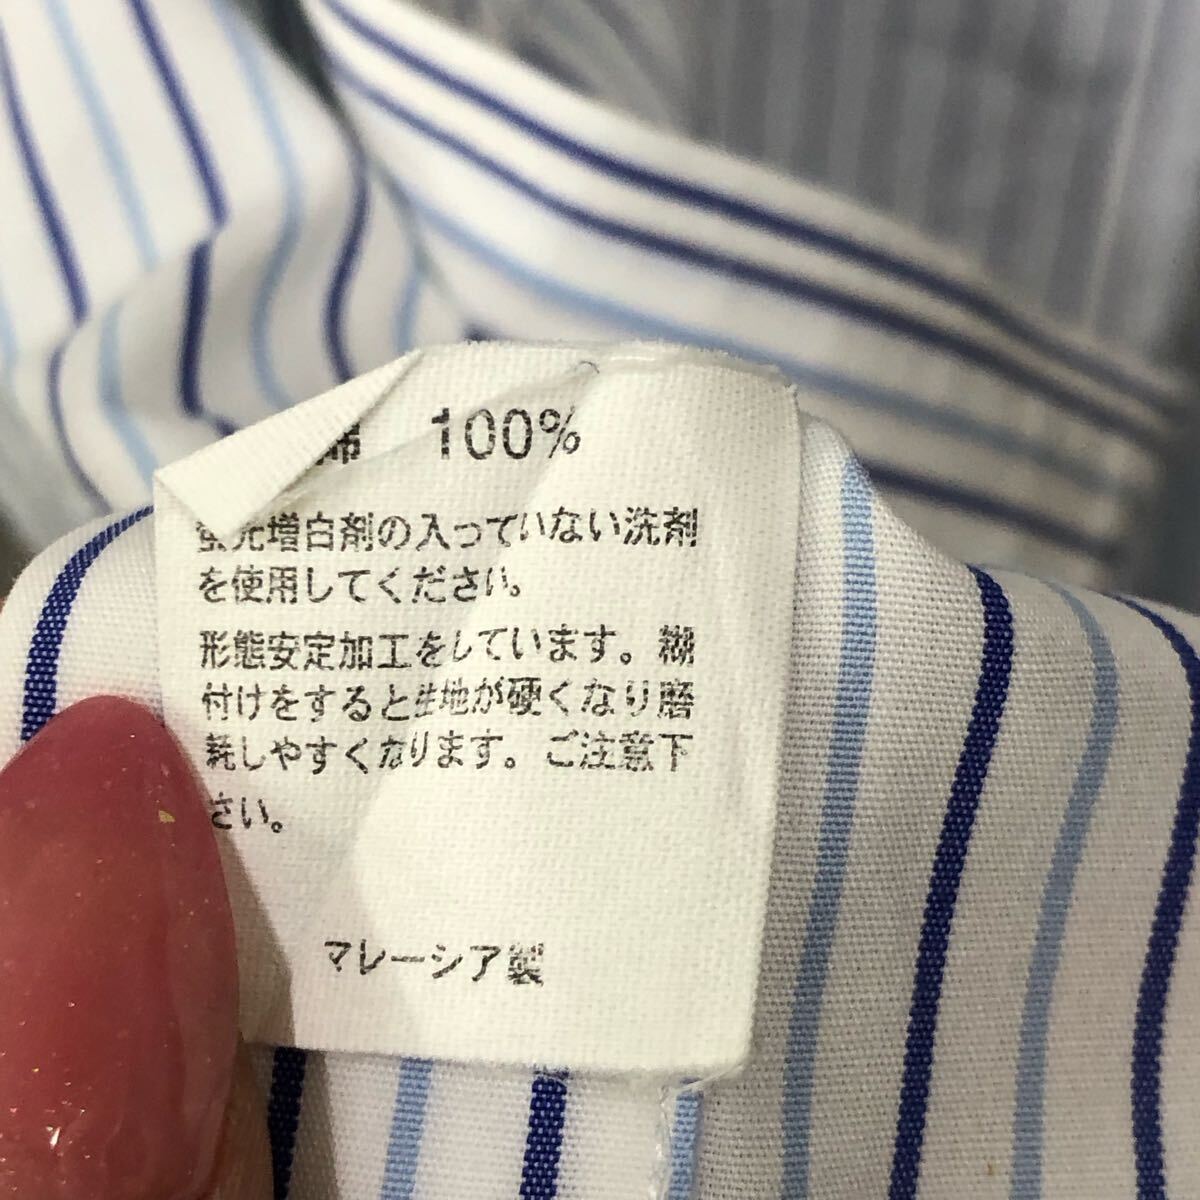 綿 100%
蛍光増白剤の入っていない洗剤
を使用してください。
形態安定加工をしています。糊
付けをすると生地が硬くなり磨
耗しやすくなります。ご注意下
さい。
マレーシア製